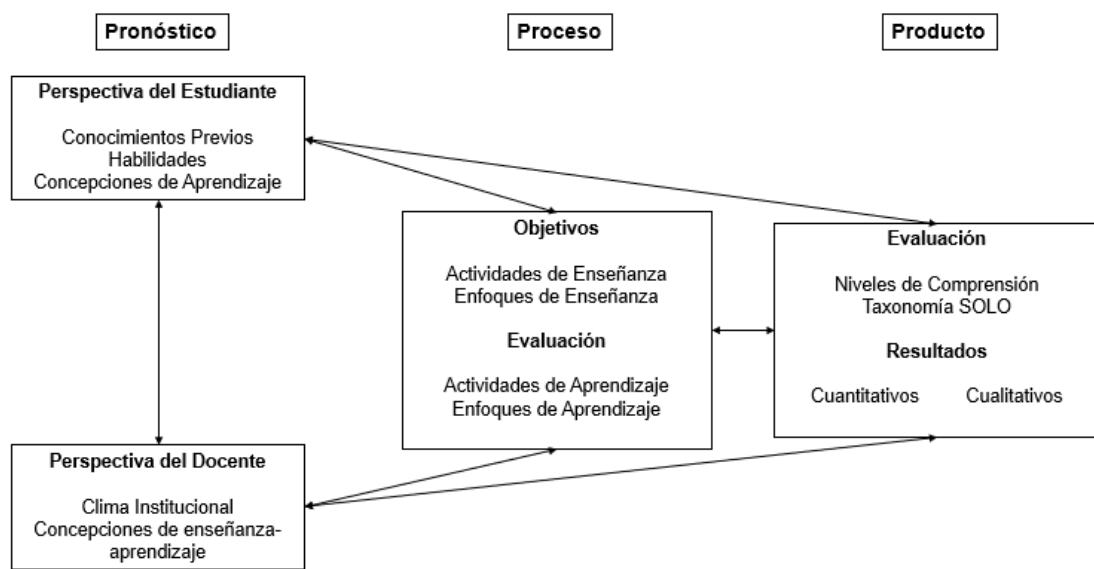 Pronóstico
Proceso
Producto
Perspectiva del Estudiante
Conocimientos Previos
Habilidades
Concepciones de Aprendizaje
Objetivos
Actividades de Enseñanza
Enfoques de Enseñanza
Evaluación
Actividades de Aprendizaje
Enfoques de Aprendizaje
Evaluación
Niveles de Comprensión
Taxonomía SOLO
Resultados
Cuantitativos Cualitativos
Perspectiva del Docente
Clima Institucional
Concepciones de enseñanza-
aprendizaje